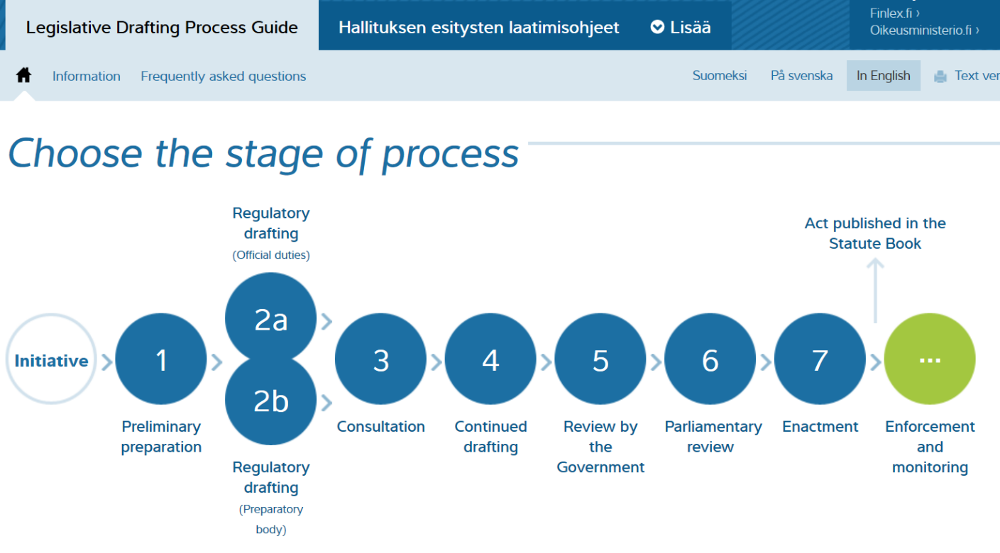 Finlex.fi ›
Legislative Drafting Process Guide
Hallituksen esitysten laatimisohjeet
Lisää
Oikeusministerio.fi ›
Information
Frequently asked questions
Suomeksi
På svenska
In English
Text ver
Choose the stage of process
Regulatory
drafting
(Official duties)
Act published in the
Statute Book
Initiative
1
2a
2b
3
4
5
6
7
...
Preliminary
preparation
Regulatory
drafting
(Preparatory
body)
Consultation
Continued
drafting
Review by
the
Government
Parliamentary
review
Enactment
Enforcement
and
monitoring